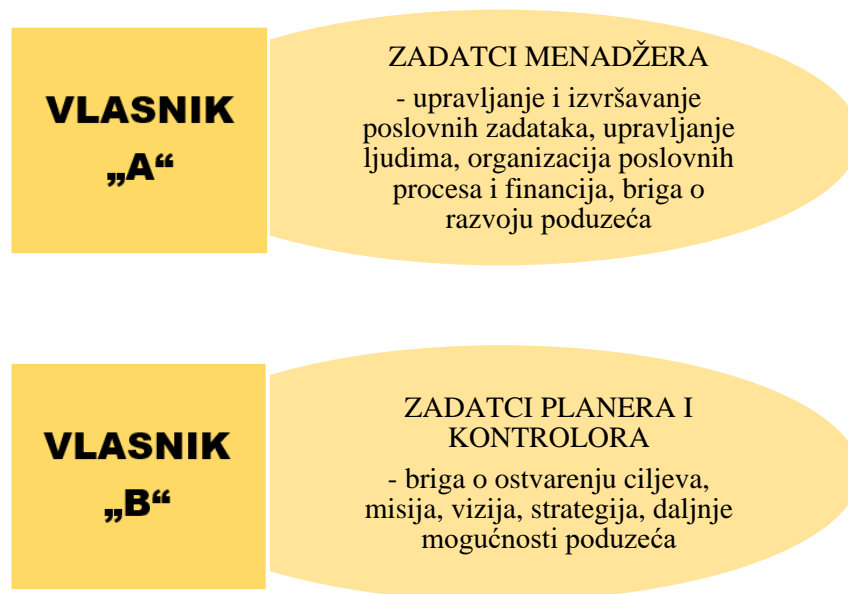 VLASNIK
„A“
ZADATCI MENADŽERA
- upravljanje i izvršavanje
poslovnih zadataka, upravljanje
ljudima, organizacija poslovnih
procesa i financija, briga o
razvoju poduzeća
VLASNIK
„B“
ZADATCI PLANERA I
KONTROLORA
- briga o ostvarenju ciljeva,
misija, vizija, strategija, daljnje
mogućnosti poduzeća